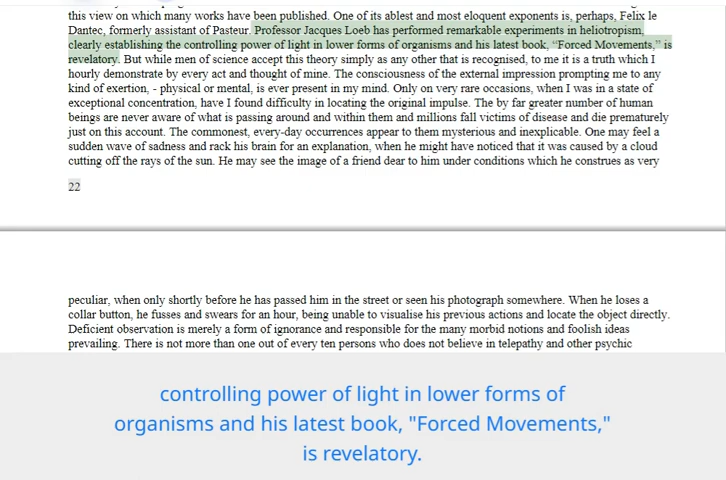 this view on which many works have been published. One of its ablest and most eloquent exponents is, perhaps, Felix le
Dantec, formerly assistant of Pasteur. Professor Jacques Loeb has performed remarkable experiments in heliotropism,
clearly establishing the controlling power of light in lower forms of organisms and his latest book, “Forced Movements,” is
revelatory. But while men of science accept this theory simply as any other that is recognised, to me it is a truth which I
hourly demonstrate by every act and thought of mine. The consciousness of the external impression prompting me to any
kind of exertion, - physical or mental, is ever present in my mind. Only on very rare occasions, when I was in a state of
exceptional concentration, have I found difficulty in locating the original impulse. The by far greater number of human
beings are never aware of what is passing around and within them and millions fall victims of disease and die prematurely
just on this account. The commonest, every-day occurrences appear to them mysterious and inexplicable. One may feel a
sudden wave of sadness and rack his brain for an explanation, when he might have noticed that it was caused by a cloud
cutting off the rays of the sun. He may see the image of a friend dear to him under conditions which he construes as very
22
peculiar, when only shortly before he has passed him in the street or seen his photograph somewhere. When he loses a
collar button, he fusses and swears for an hour, being unable to visualise his previous actions and locate the object directly.
Deficient observation is merely a form of ignorance and responsible for the many morbid notions and foolish ideas
prevailing. There is not more than one out of every ten persons who does not believe in telepathy and other psychic
controlling power of light in lower forms of
organisms and his latest book, "Forced Movements,"
is revelatory.